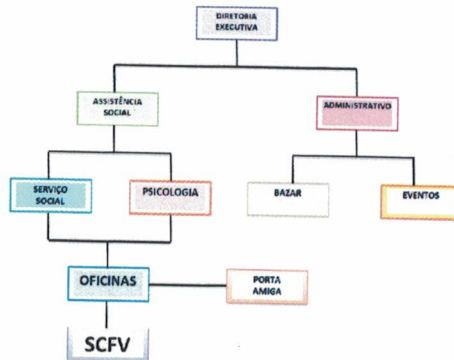 DIRETORIA
EXECUTIVA
ASSISTÊNCIA
SOCIAL
ADMINISTRATIVO
SERVIÇO
SOCIAL
PSICOLOGIA
BAZAR
EVENTOS
OFICINAS
PORTA
AMIGA
SCFV